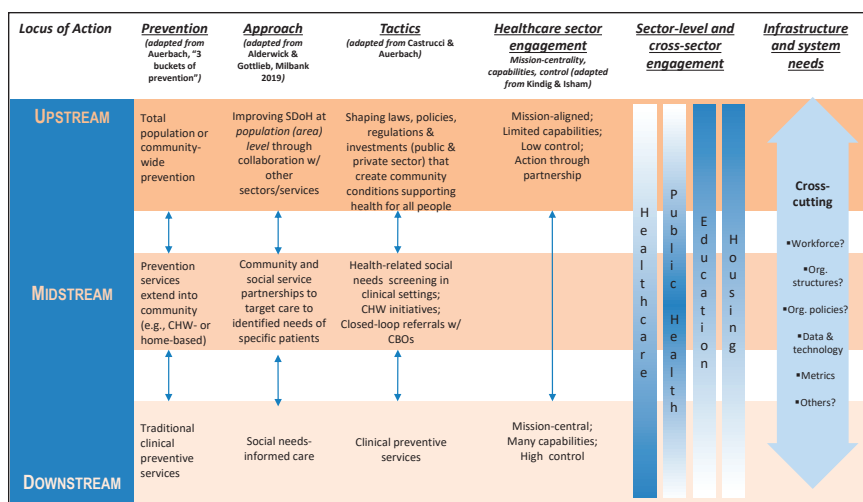 Locus of Action
Prevention
(adapted from
Auerbach, "3
buckets of
prevention")
Approach
(adapted from
Alderwick &
Gottlieb, Milbank
2019)
Tactics
(adapted from Castrucci &
Auerbach)
Healthcare sector
engagement
Mission-centrality,
capabilities, control (adapted
from Kindig & Isham)
Sector-level and
cross-sector
engagement
Infrastructure
and system
needs
UPSTREAM
Total
population or
community-
wide
prevention
Improving SDoH at
population (area)
level through
collaboration w/
other
sectors/services
Shaping laws, policies,
regulations &
investments (public &
private sector) that
create community
conditions supporting
health for all people
Mission-aligned;
Limited capabilities;
Low control;
Action through
partnership
MIDSTREAM
Prevention
services
extend into
community
(e.g., CHW- or
home-based)
Community and
social service
partnerships to
target care to
identified needs of
specific patients
Health-related social
needs screening in
clinical settings;
CHW initiatives;
Closed-loop referrals w/
CBOs
DOWNSTREAM
Traditional
clinical
preventive
services
Social needs-
informed care
Clinical preventive
services
Mission-central;
Many capabilities;
High control
Healthcare
Public Health
Education
Housing
Cross-
cutting
▪Workforce?
▪Org.
structures?
▪Org. policies?
▪Data &
technology
▪Metrics
▪Others?